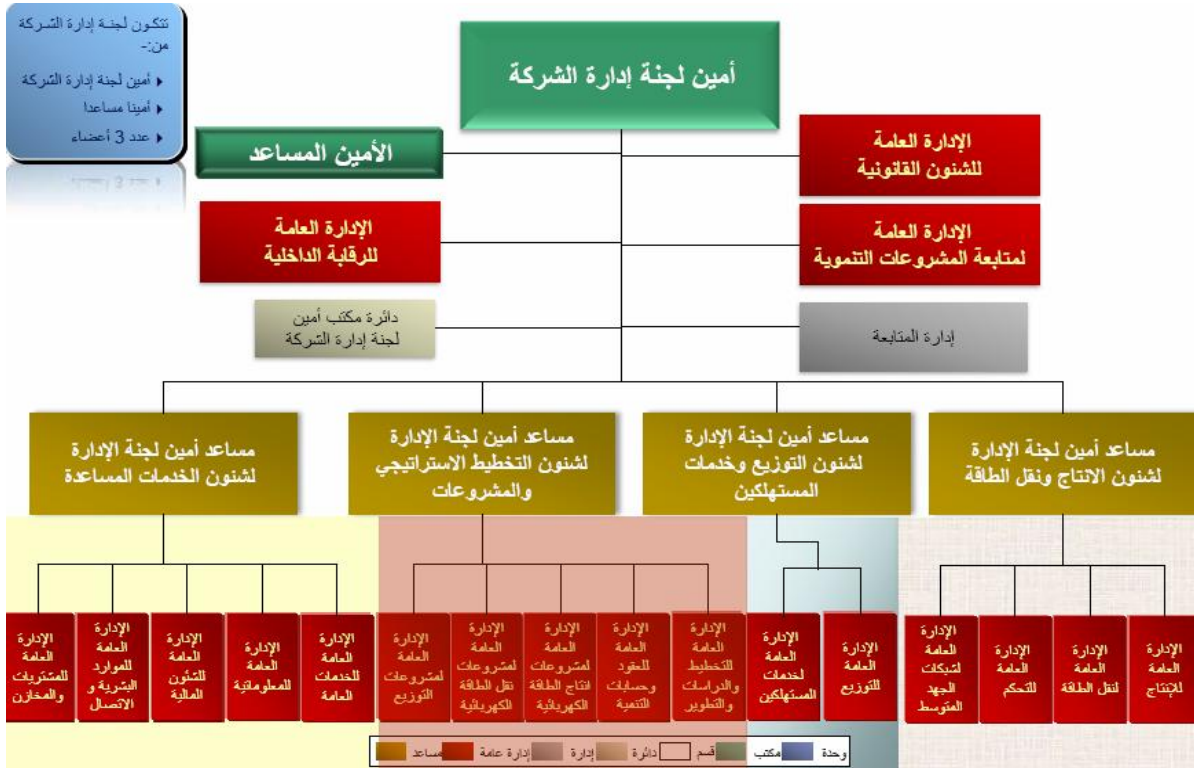 تتكون لجنة إدارة الشركة
من:-
أمين لجنة إدارة الشركة
أمينا مساعدا
عدد 3 أعضاء
أمين لجنة إدارة الشركة
الأمين المساعد
الإدارة العامة
للشئون القانونية
الإدارة العامة
للرقابة الداخلية
الإدارة العامة
لمتابعة المشروعات التنموية
دائرة مكتب أمين
لجنة إدارة الشركة
إدارة المتابعة
مساعد أمين لجنة الإدارة
لشئون الانتاج ونقل الطاقة
مساعد أمين لجنة الإدارة
لشئون التوزيع وخدمات
المستهلكين
مساعد أمين لجنة الإدارة
لشئون التخطيط الاستراتيجي
والمشروعات
مساعد أمين لجنة الإدارة
لشئون الخدمات المساعدة
الإدارة
العامة
للإنتاج
الإدارة
العامة
لنقل الطاقة
الإدارة
العامة
للتحكم
الإدارة
العامة
لشبكات
الجهد
المتوسط
الإدارة
العامة
للتوزيع
الإدارة
العامة
لخدمات
المستهلكين
الإدارة
العامة
للتخطيط
والدراسات
والتطوير
الإدارة
العامة
للعقود
وحسابات
التنمية
الإدارة
العامة
لمشروعات
انتاج الطاقة
الكهربائية
الإدارة
العامة
لمشروعات
نقل الطاقة
الكهربائية
الإدارة
العامة
لمشروعات
التوزيع
الإدارة
العامة
للخدمات
العامة
الإدارة
العامة
للمعلوماتية
الإدارة
العامة
للشئون
المالية
الإدارة
العامة
للموارد
البشرية و
الاتصال
الإدارة
العامة
للمشتريات
والمخازن
وحدة مكتب قسم دائرة إدارة إدارة عامة مساعد